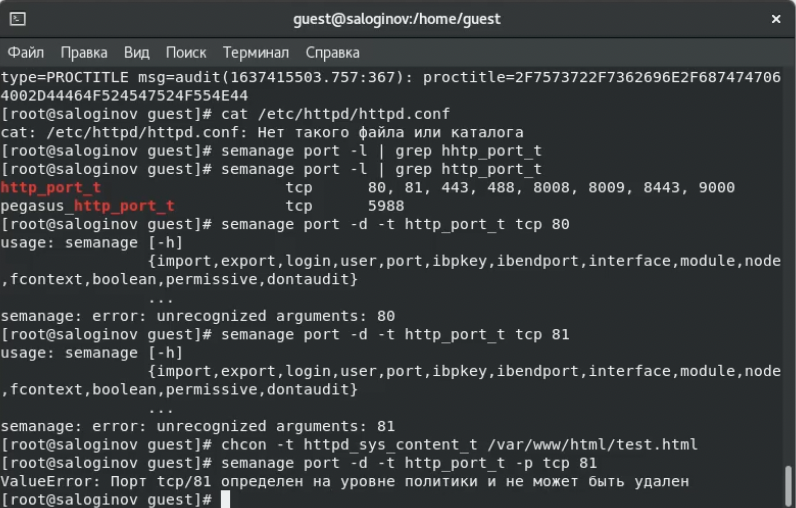 guest@saloginov:/home/guest
Файл Правка Вид Поиск Терминал Справка
type=PROCTITLE msg=audit(1637415503.757:367): proctitle=2F7573722F7362696E2F687474706
4002D44464F524547524F554E44
[root@saloginov guest]# cat /etc/httpd/httpd.conf
cat: /etc/httpd/httpd.conf: Нет такого файла или каталога
[root@saloginov guest]# semanage port -l | grep hhtp_port_t
[root@saloginov guest]# semanage port -l | grep http_port_t
http_port_t tcp 80, 81, 443, 488, 8008, 8009, 8443, 9000
pegasus_http_port_t tcp 5988
[root@saloginov guest]# semanage port -d -t http_port_t tcp 80
usage: semanage [-h]
{import,export,login,user,port,ibpkey,ibendport,interface,module,node
,fcontext,boolean,permissive,dontaudit}
...
semanage: error: unrecognized arguments: 80
[root@saloginov guest]# semanage port -d -t http_port_t tcp 81
usage: semanage [-h]
{import,export,login,user,port,ibpkey,ibendport,interface,module,node
,fcontext,boolean,permissive,dontaudit}
...
semanage: error: unrecognized arguments: 81
[root@saloginov guest]# chcon -t httpd_sys_content_t /var/www/html/test.html
[root@saloginov guest]# semanage port -d -t http_port_t -p tcp 81
ValueError: Порт tcp/81 определен на уровне политики и не может быть удален
[root@saloginov guest]#